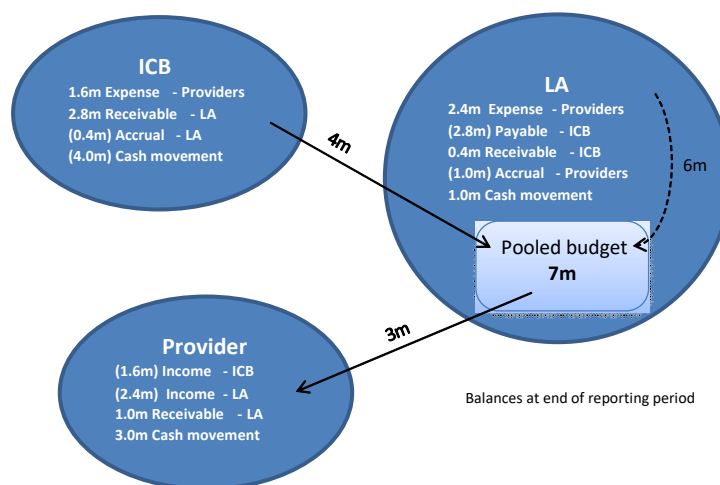 ICB
1.6m Expense - Providers
2.8m Receivable - LA
(0.4m) Accrual - LA
(4.0m) Cash movement
4m
LA
2.4m Expense - Providers
(2.8m) Payable - ICB
0.4m Receivable - ICB
(1.0m) Accrual - Providers
1.0m Cash movement
6m
Pooled budget
7m
3m
Provider
(1.6m) Income - ICB
(2.4m) Income - LA
1.0m Receivable - LA
3.0m Cash movement
Balances at end of reporting period